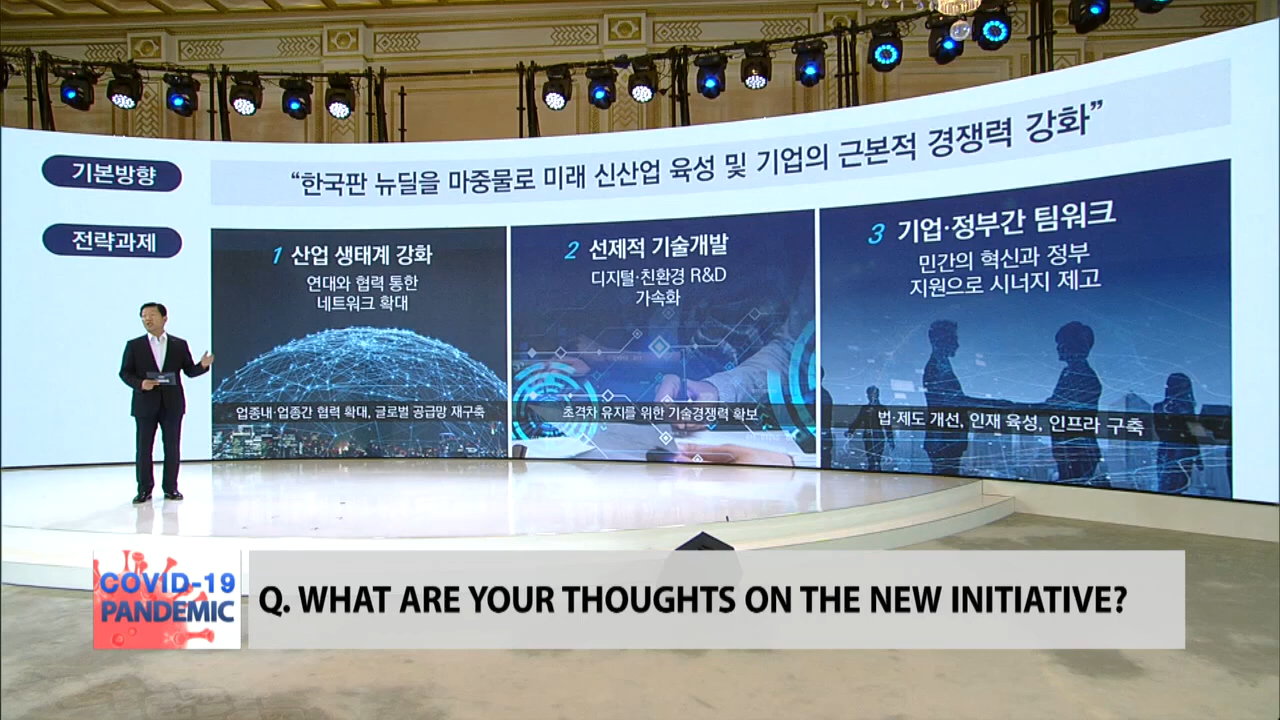 기본방향
“한국판 뉴딜을 마중물로 미래 신산업 육성 및 기업의 근본적 경쟁력 강화”
전략과제
1 산업 생태계 강화
연대와 협력 통한
네트워크 확대
업종내·업종간 협력 확대, 글로벌 공급망 재구축
2 선제적 기술개발
디지털·친환경 R&D
가속화
초격차 유지를 위한 기술경쟁력 확보
3 기업·정부간 팀워크
민간의 혁신과 정부
지원으로 시너지 제고
법·제도 개선, 인재 육성, 인프라 구축
COVID-19
PANDEMIC
Q. WHAT ARE YOUR THOUGHTS ON THE NEW INITIATIVE?